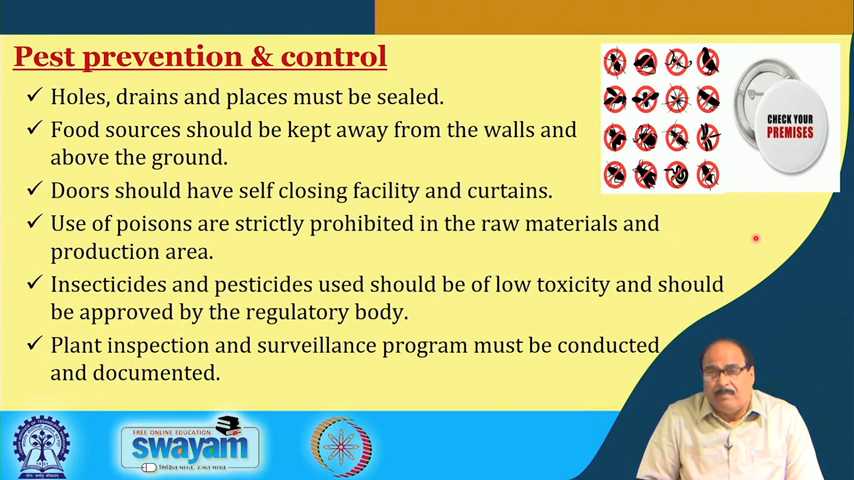 Pest prevention & control
✓ Holes, drains and places must be sealed.
✓ Food sources should be kept away from the walls and
above the ground.
✓ Doors should have self closing facility and curtains.
✓ Use of poisons are strictly prohibited in the raw materials and
production area.
✓ Insecticides and pesticides used should be of low toxicity and should
be approved by the regulatory body.
✓ Plant inspection and surveillance program must be conducted
and documented.
CHECK YOUR
PREMISES
FREE ONLINE EDUCATION
swayam
शिक्षित भारत, उन्नत भारत